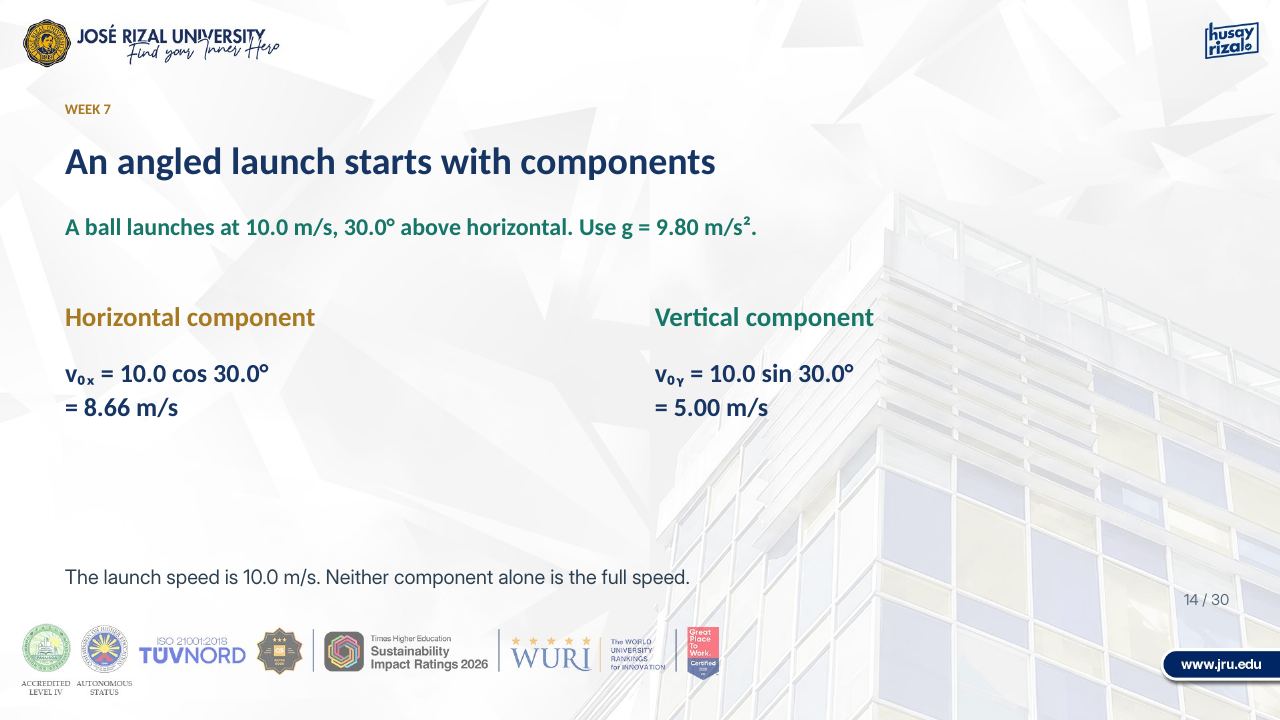 JOSÉ RIZAL UNIVERSITY
Find your Inner Hero
husay
rizal
WEEK 7
An angled launch starts with components
A ball launches at 10.0 m/s, 30.0° above horizontal. Use g = 9.80 m/s².
Horizontal component
v₀ₓ = 10.0 cos 30.0°
= 8.66 m/s
Vertical component
v₀ᵧ = 10.0 sin 30.0°
= 5.00 m/s
The launch speed is 10.0 m/s. Neither component alone is the full speed.
14 / 30
ACCREDITED
LEVEL IV
AUTONOMOUS
STATUS
ISO 21001:2018
TÜVNORD
Times Higher Education
Sustainability
Impact Ratings 2026
WURI
The WORLD
UNIVERSITY
RANKINGS
for INNOVATION
Great
Place
To
Work.
Certified
www.jru.edu